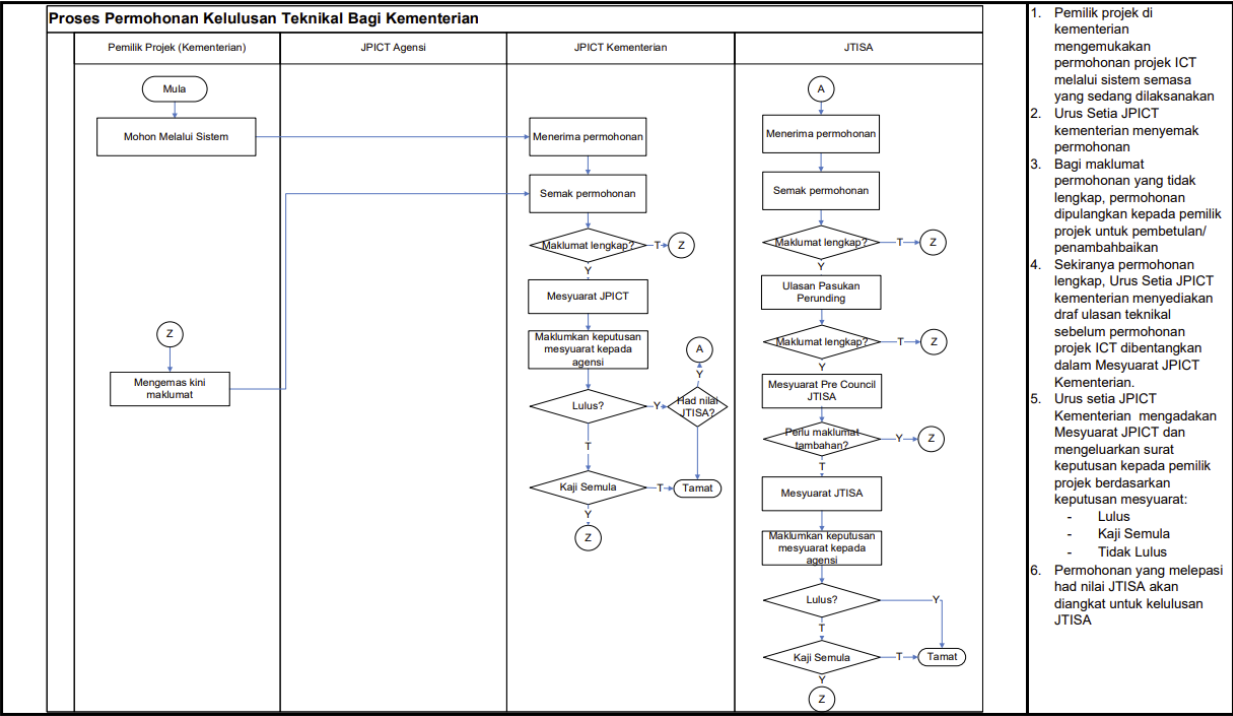 Proses Permohonan Kelulusan Teknikal Bagi Kementerian
Pemilik Projek (Kementerian)
JPICT Agensi
JPICT Kementerian
JTISA
Mula
Mohon Melalui Sistem
Z
Mengemas kini
maklumat
Menerima permohonan
Semak permohonan
Maklumat lengkap?
T
Z
Y
Mesyuarat JPICT
Maklumkan keputusan
mesyuarat kepada
agensi
A
Y
Lulus?
Y
Had nilai
JTISA?
T
Kaji Semula
T
Tamat
Y
Z
A
Menerima permohonan
Semak permohonan
Maklumat lengkap?
T
Z
Y
Ulasan Pasukan
Perunding
Maklumat lengkap?
T
Z
Y
Mesyuarat Pre Council
JTISA
Perlu maklumat
tambahan?
Y
Z
T
Mesyuarat JTISA
Maklumkan keputusan
mesyuarat kepada
agensi
Lulus?
Y
T
Kaji Semula
T
Tamat
Y
Z
1. Pemilik projek di
kementerian
mengemukakan
permohonan projek ICT
melalui sistem semasa
yang sedang dilaksanakan
2. Urus Setia JPICT
kementerian menyemak
permohonan
3. Bagi maklumat
permohonan yang tidak
lengkap, permohonan
dipulangkan kepada pemilik
projek untuk pembetulan/
penambahbaikan
4. Sekiranya permohonan
lengkap, Urus Setia JPICT
kementerian menyediakan
draf ulasan teknikal
sebelum permohonan
projek ICT dibentangkan
dalam Mesyuarat JPICT
Kementerian.
5. Urus setia JPICT
Kementerian mengadakan
Mesyuarat JPICT dan
mengeluarkan surat
keputusan kepada pemilik
projek berdasarkan
keputusan mesyuarat:
- Lulus
- Kaji Semula
- Tidak Lulus
6. Permohonan yang melepasi
had nilai JTISA akan
diangkat untuk kelulusan
JTISA